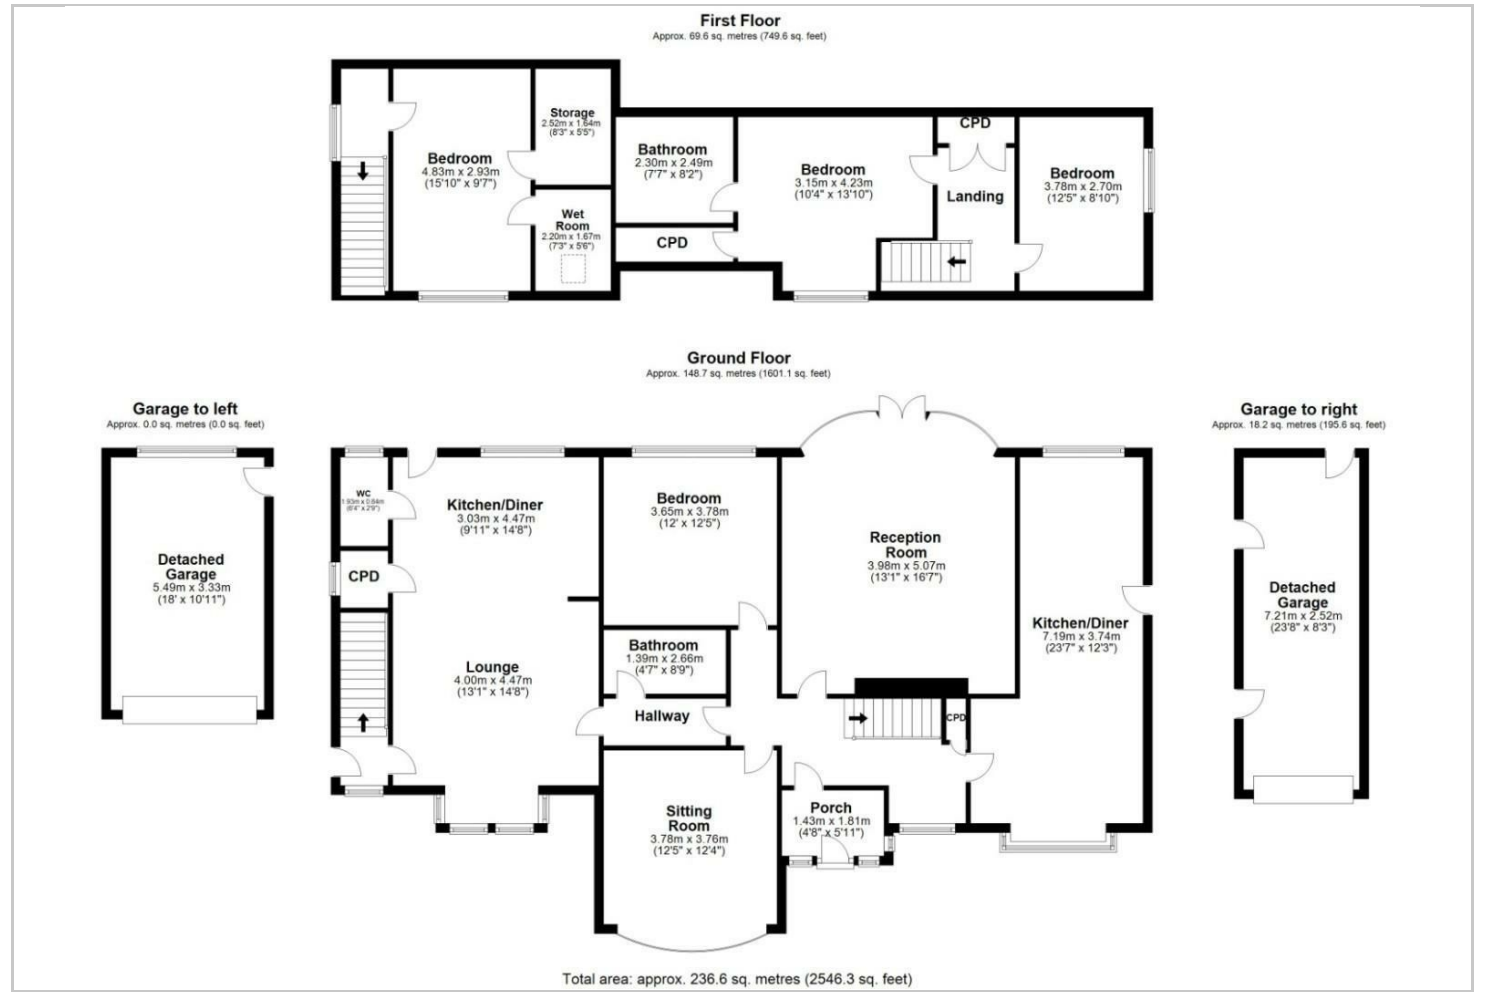 First Floor
Approx. 69.6 sq. metres (749.6 sq. feet)
Storage
2.52m x 1.64m
(8'3" x 5'5")
Bedroom
4.83m x 2.93m
(15'10" x 9'7")
Wet
Room
2.20m x 1.67m
(7'3" x 5'6")
Bathroom
2.30m x 2.49m
(7'7" x 8'2")
CPD
Bedroom
3.15m x 4.23m
(10'4" x 13'10")
CPD
Landing
Bedroom
3.78m x 2.70m
(12'5" x 8'10")
Ground Floor
Approx. 148.7 sq. metres (1601.1 sq. feet)
Garage to left
Approx. 0.0 sq. metres (0.0 sq. feet)
Detached
Garage
5.49m x 3.33m
(18' x 10'11")
WC
1.93m x 0.84m
(6'4" x 2'9")
CPD
Kitchen/Diner
3.03m x 4.47m
(9'11" x 14'8")
Lounge
4.00m x 4.47m
(13'1" x 14'8")
Bedroom
3.65m x 3.78m
(12' x 12'5")
Bathroom
1.39m x 2.66m
(4'7" x 8'9")
Hallway
Sitting
Room
3.78m x 3.76m
(12'5" x 12'4")
Reception
Room
3.98m x 5.07m
(13'1" x 16'7")
CPD
Porch
1.43m x 1.81m
(4'8" x 5'11")
Kitchen/Diner
7.19m x 3.74m
(23'7" x 12'3")
Garage to right
Approx. 18.2 sq. metres (195.6 sq. feet)
Detached
Garage
7.21m x 2.52m
(23'8" x 8'3")
Total area: approx. 236.6 sq. metres (2546.3 sq. feet)